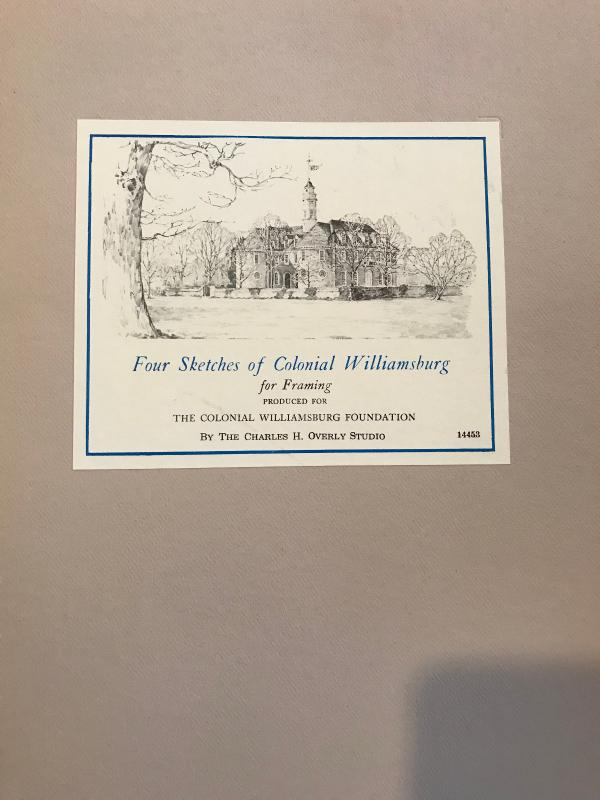 Four Sketches of Colonial Williamsburg
for Framing
PRODUCED FOR
THE COLONIAL WILLIAMSBURG FOUNDATION
BY THE CHARLES H. OVERLY STUDIO
14453